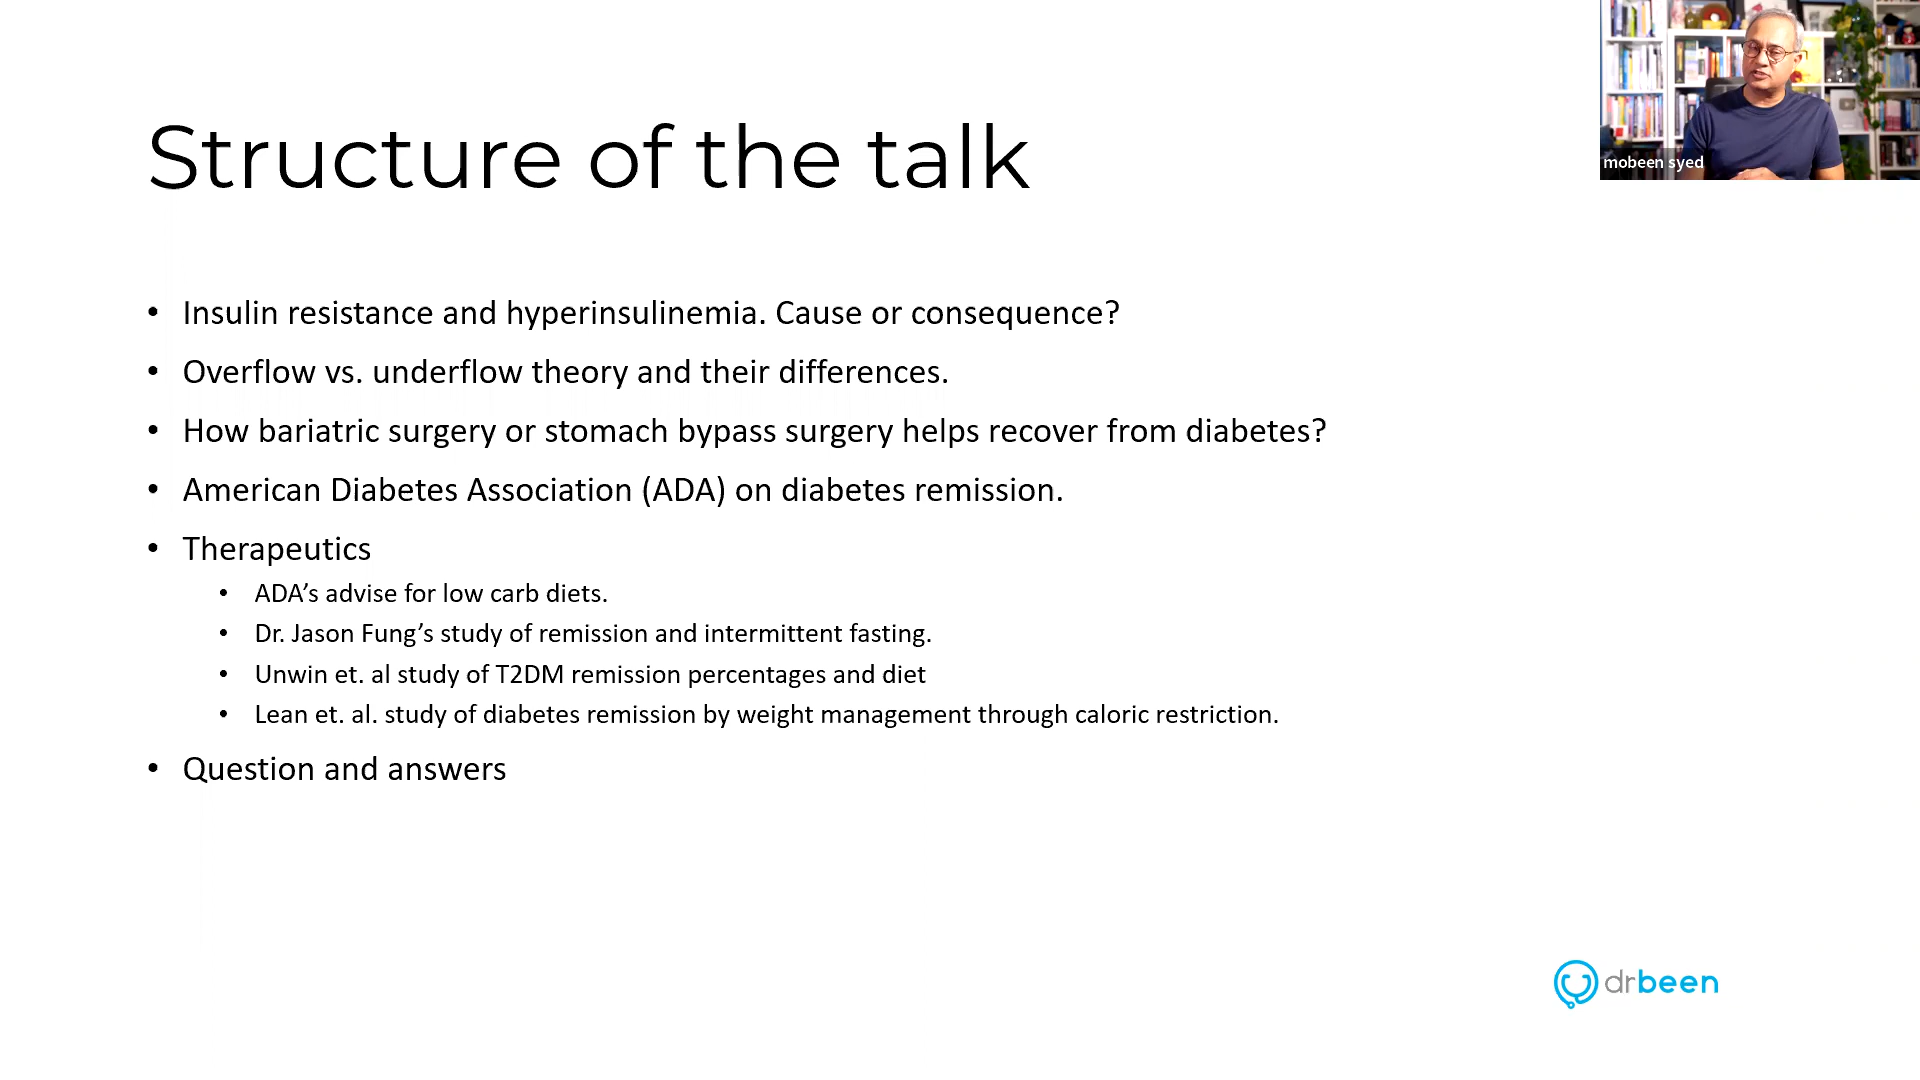 Structure of the talk
mobeen syed
• Insulin resistance and hyperinsulinemia. Cause or consequence?
• Overflow vs. underflow theory and their differences.
• How bariatric surgery or stomach bypass surgery helps recover from diabetes?
• American Diabetes Association (ADA) on diabetes remission.
• Therapeutics
• ADA’s advise for low carb diets.
• Dr. Jason Fung’s study of remission and intermittent fasting.
• Unwin et. al study of T2DM remission percentages and diet
• Lean et. al. study of diabetes remission by weight management through caloric restriction.
• Question and answers
drbeen